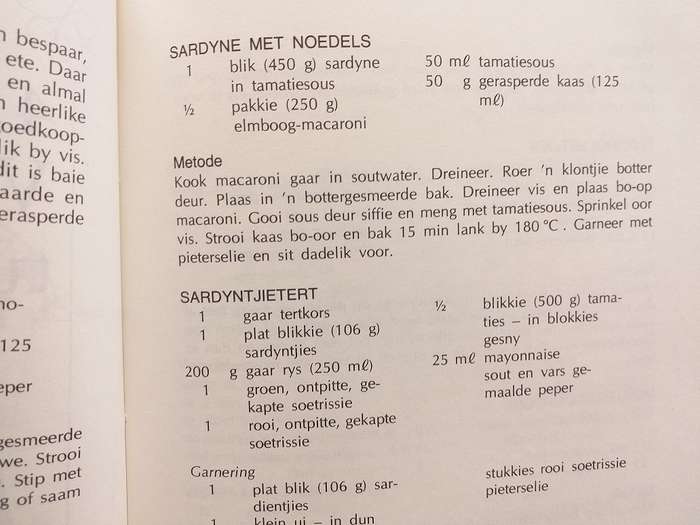 bespaar,
ete. Daar
en almal
heerlike
oedkoop-
lik by vis.
dit is baie
aarde en
erasperde
no-
125
eper
gesmeerde
we. Strooi
. Stip met
g of saam
SARDYNE MET NOEDELS
1 blik (450 g) sardyne
in tamatiesous
½ pakkie (250 g)
elmboog-macaroni
50 mℓ tamatiesous
50 g gerasperde kaas (125
mℓ)
Metode
Kook macaroni gaar in soutwater. Dreineer. Roer 'n klontjie botter
deur. Plaas in 'n bottergesmeerde bak. Dreineer vis en plaas bo-op
macaroni. Gooi sous deur siffie en meng met tamatiesous. Sprinkel oor
vis. Strooi kaas bo-oor en bak 15 min lank by 180 °C. Garneer met
pieterselie en sit dadelik voor.
SARDYNTJIETERT
1 gaar tertkors
1 plat blikkie (106 g)
sardyntjies
200 g gaar rys (250 mℓ)
1 groen, ontpitte, ge-
kapte soetrissie
1 rooi, ontpitte, gekapte
soetrissie
½ blikkie (500 g) tama-
ties – in blokkies
gesny
25 mℓ mayonnaise
sout en vars ge-
maalde peper
Garnering
1 plat blik (106 g) sar-
dientjies
1 klein ui – in dun
stukkies rooi soetrissie
pieterselie